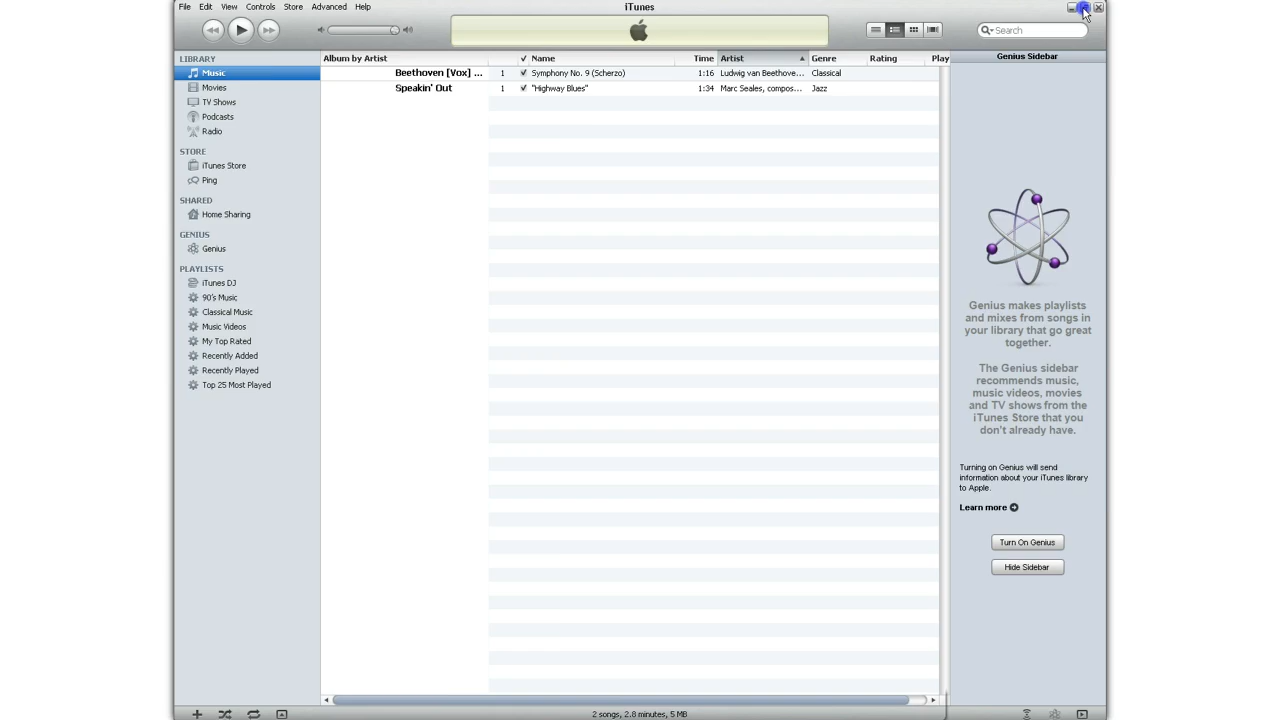 File Edit View Controls Store Advanced Help
iTunes
Search
LIBRARY
Music
Movies
TV Shows
Podcasts
Radio
STORE
iTunes Store
Ping
SHARED
Home Sharing
GENIUS
Genius
PLAYLISTS
iTunes DJ
90's Music
Classical Music
Music Videos
My Top Rated
Recently Added
Recently Played
Top 25 Most Played
Album by Artist Name Time Artist Genre Rating Play
Beethoven [Vox] ... 1 Symphony No. 9 (Scherzo) 1:16 Ludwig van Beethove... Classical
Speakin' Out 1 "Highway Blues" 1:34 Marc Seales, compos... Jazz
Genius Sidebar
Genius makes playlists
and mixes from songs in
your library that go great
together.
The Genius sidebar
recommends music,
music videos, movies
and TV shows from the
iTunes Store that you
don't already have.
Turning on Genius will send
information about your iTunes library
to Apple.
Learn more
Turn On Genius
Hide Sidebar
2 songs, 2.8 minutes, 5 MB